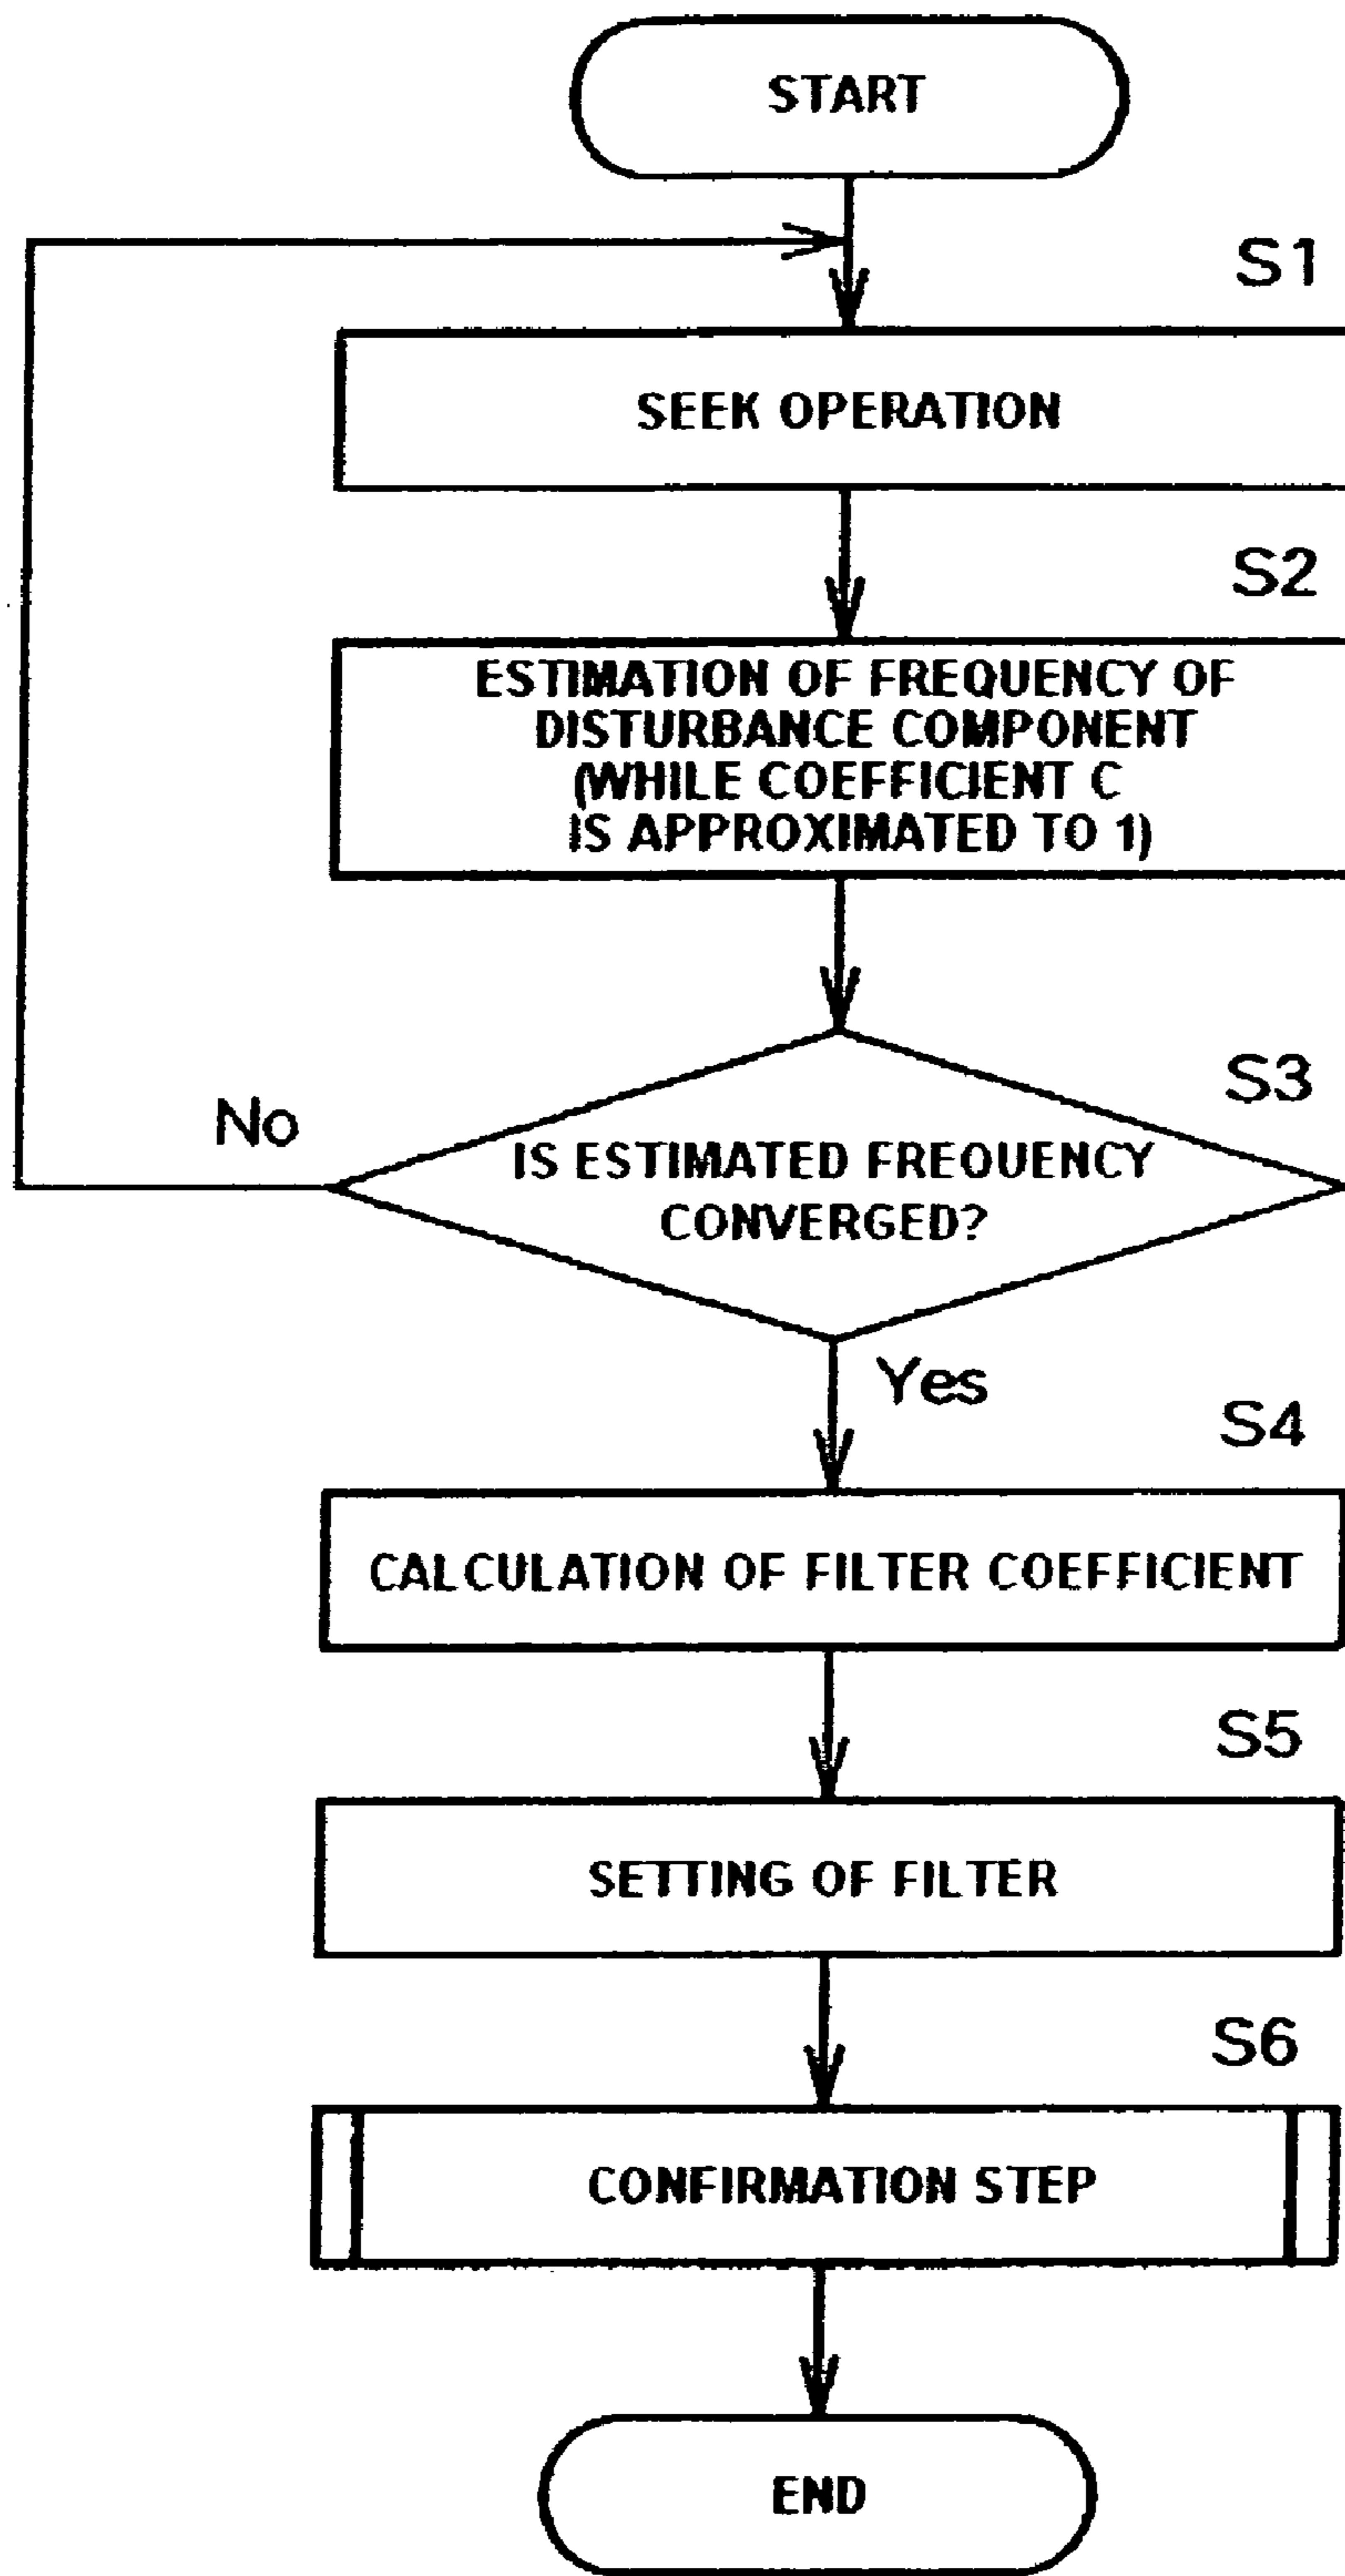 START
S1
SEEK OPERATION
S2
ESTIMATION OF FREQUENCY OF
DISTURBANCE COMPONENT
(WHILE COEFFICIENT C
IS APPROXIMATED TO 1)
S3
No
IS ESTIMATED FREQUENCY
CONVERGED?
Yes
S4
CALCULATION OF FILTER COEFFICIENT
S5
SETTING OF FILTER
S6
CONFIRMATION STEP
END